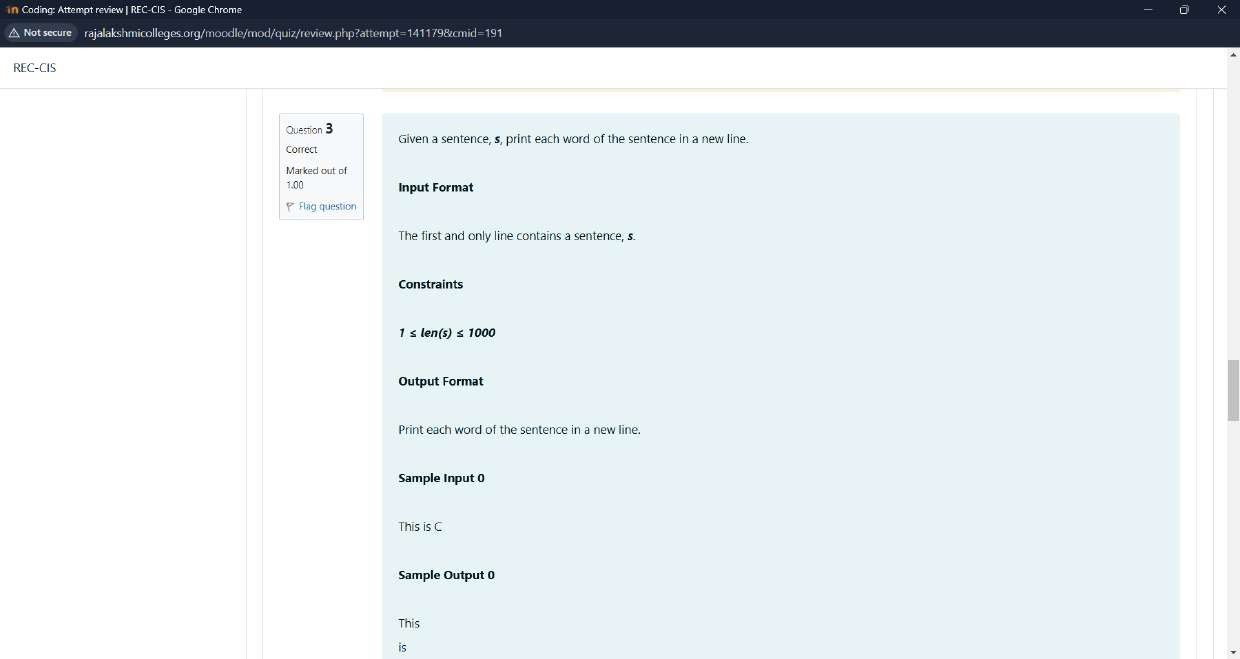 Coding: Attempt review | REC-CIS - Google Chrome
Not secure rajalakshmicolleges.org/moodle/mod/quiz/review.php?attempt=141179&cmid=191
REC-CIS
Question 3
Correct
Marked out of
1.00
Flag question
Given a sentence, s, print each word of the sentence in a new line.
Input Format
The first and only line contains a sentence, s.
Constraints
1 ≤ len(s) ≤ 1000
Output Format
Print each word of the sentence in a new line.
Sample Input 0
This is C
Sample Output 0
This
is